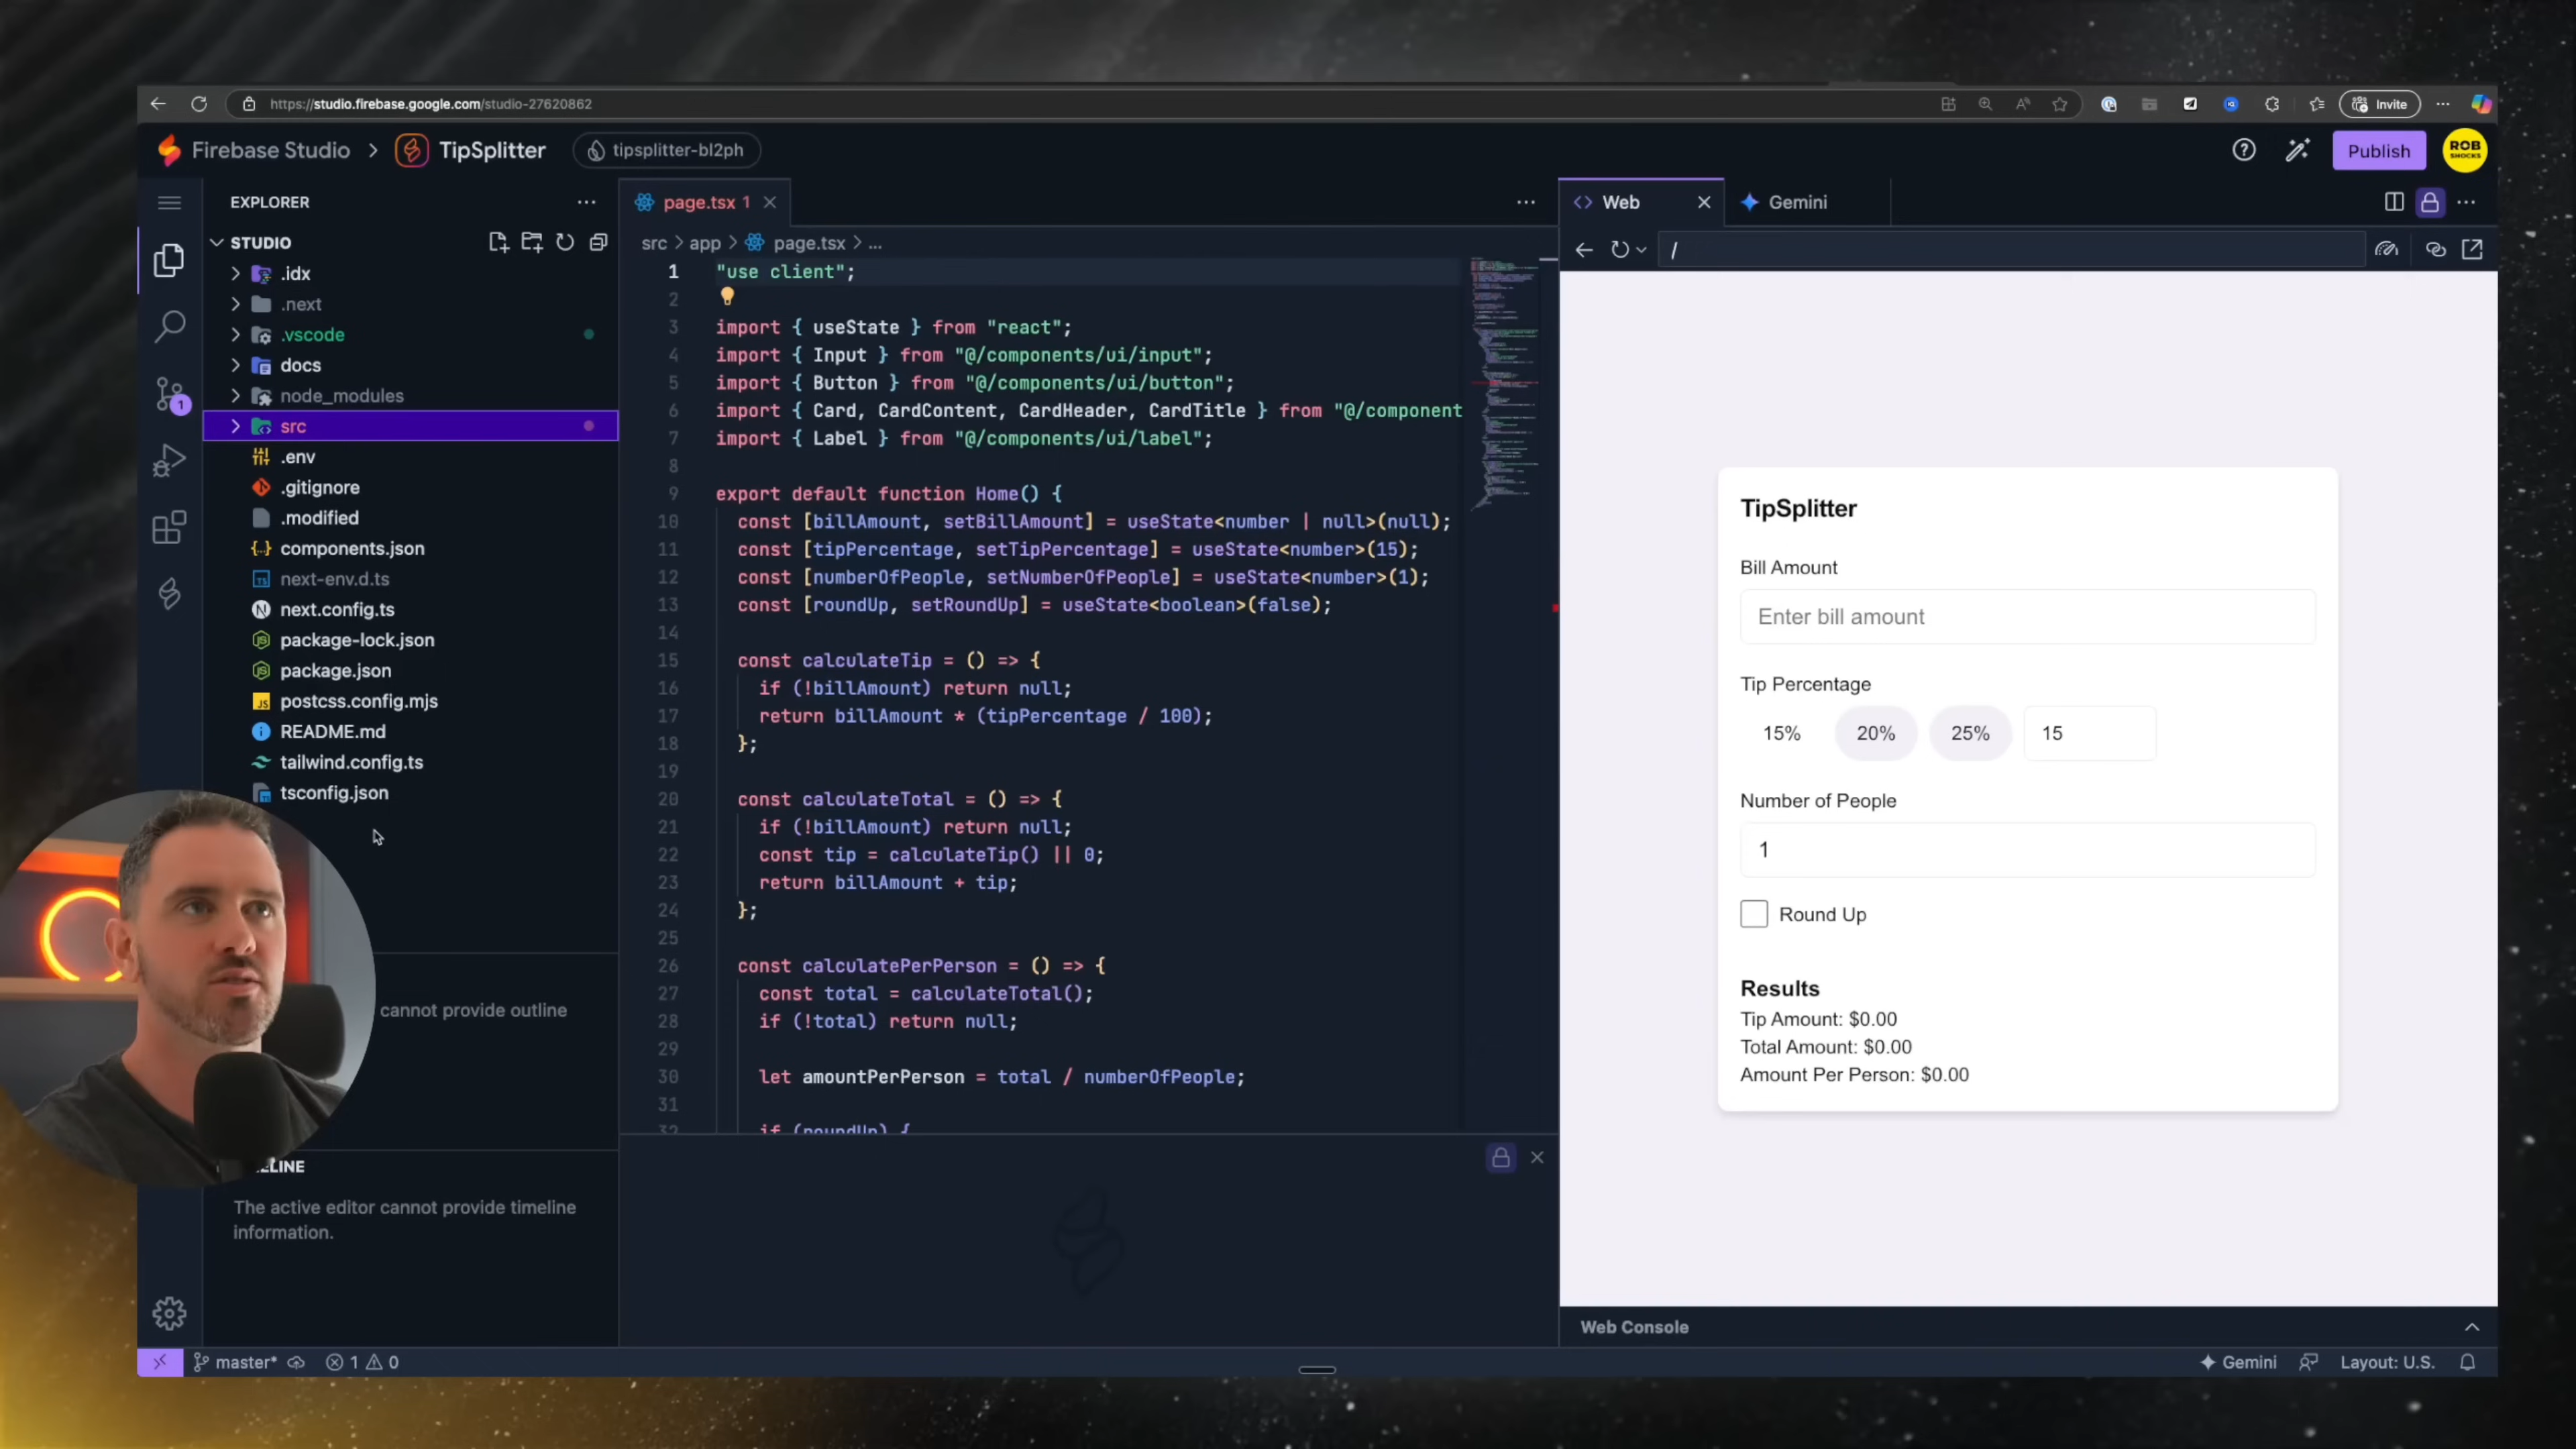 https://studio.firebase.google.com/studio-27620862
Invite
Firebase Studio > TipSplitter
tipsplitter-bl2ph
Publish
ROB
SHOCKS
EXPLORER
STUDIO
.idx
.next
.vscode
docs
node_modules
src
.env
.gitignore
.modified
components.json
next-env.d.ts
next.config.ts
package-lock.json
package.json
postcss.config.mjs
README.md
tailwind.config.ts
tsconfig.json
cannot provide outline
LINE
The active editor cannot provide timeline
information.
page.tsx 1
src > app > page.tsx > ...
1 "use client";
2
3 import { useState } from "react";
4 import { Input } from "@/components/ui/input";
5 import { Button } from "@/components/ui/button";
6 import { Card, CardContent, CardHeader, CardTitle } from "@/component
7 import { Label } from "@/components/ui/label";
8
9 export default function Home() {
10 const [billAmount, setBillAmount] = useState<number | null>(null);
11 const [tipPercentage, setTipPercentage] = useState<number>(15);
12 const [numberOfPeople, setNumberOfPeople] = useState<number>(1);
13 const [roundUp, setRoundUp] = useState<boolean>(false);
14
15 const calculateTip = () => {
16 if (!billAmount) return null;
17 return billAmount * (tipPercentage / 100);
18 };
19
20 const calculateTotal = () => {
21 if (!billAmount) return null;
22 const tip = calculateTip() || 0;
23 return billAmount + tip;
24 };
25
26 const calculatePerPerson = () => {
27 const total = calculateTotal();
28 if (!total) return null;
29
30 let amountPerPerson = total / numberOfPeople;
31
32 if (roundUp) {
Web
Gemini
/
TipSplitter
Bill Amount
Enter bill amount
Tip Percentage
15% 20% 25% 15
Number of People
1
Round Up
Results
Tip Amount: $0.00
Total Amount: $0.00
Amount Per Person: $0.00
Web Console
1
master*
1 0
Gemini
Layout: U.S.